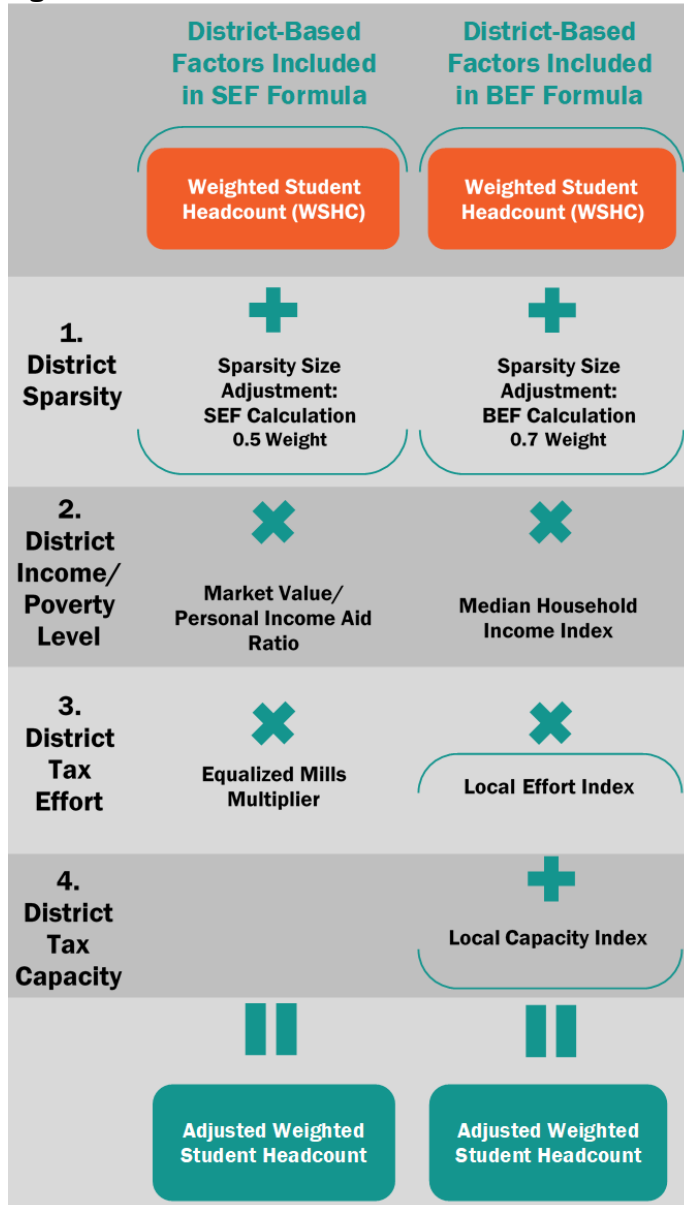 District-Based
Factors Included
in SEF Formula
District-Based
Factors Included
in BEF Formula
Weighted Student
Headcount (WSHC)
Weighted Student
Headcount (WSHC)
1.
District
Sparsity
Sparsity Size
Adjustment:
SEF Calculation
0.5 Weight
Sparsity Size
Adjustment:
BEF Calculation
0.7 Weight
2.
District
Income/
Poverty
Level
Market Value/
Personal Income Aid
Ratio
Median Household
Income Index
3.
District
Tax
Effort
Equalized Mills
Multiplier
Local Effort Index
4.
District
Tax
Capacity
Local Capacity Index
Adjusted Weighted
Student Headcount
Adjusted Weighted
Student Headcount